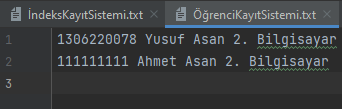 İndeksKayıtSistemi.txt ÖğrenciKayıtSistemi.txt
1 1306220078 Yusuf Asan 2. Bilgisayar
2 111111111 Ahmet Asan 2. Bilgisayar
3